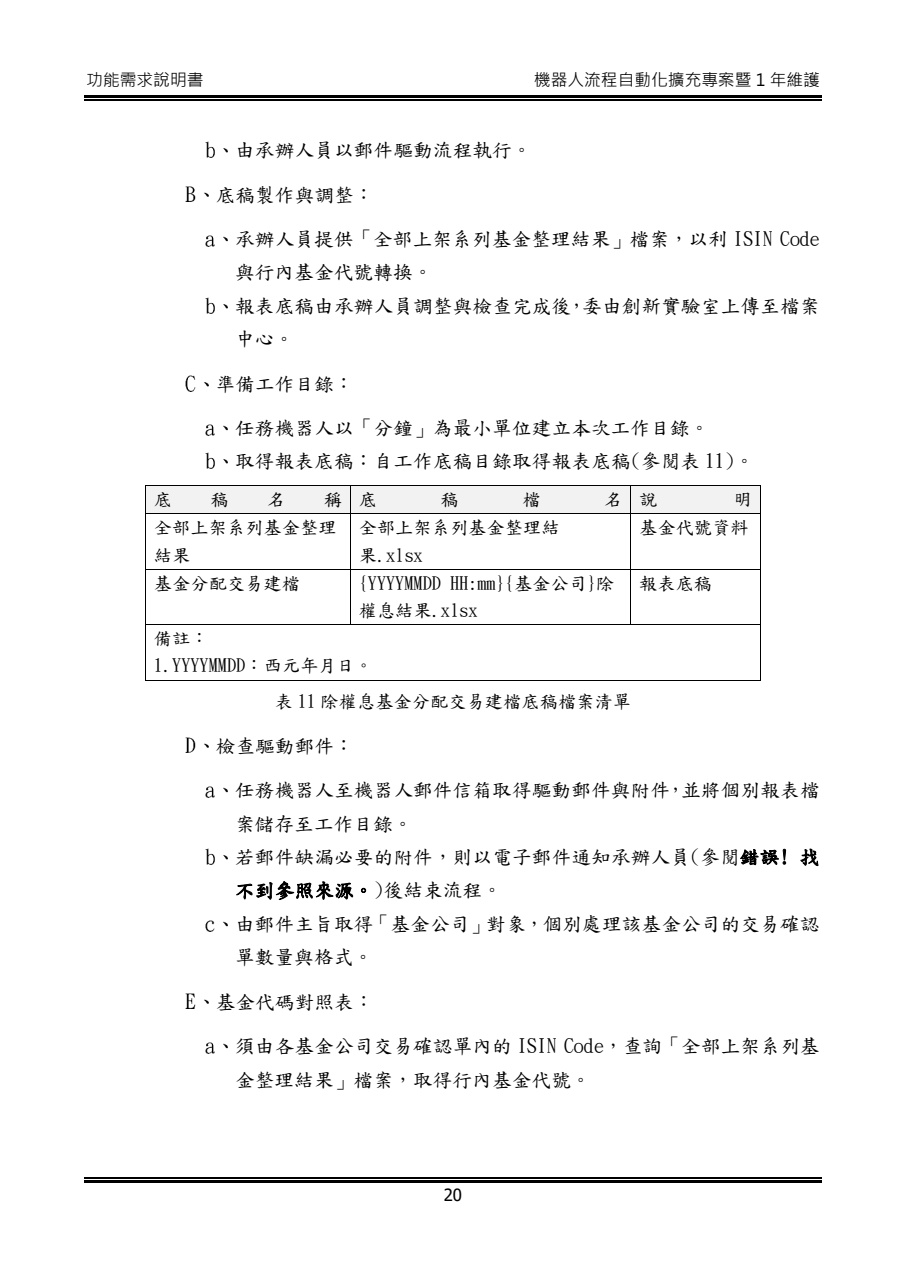 功能需求說明書 機器人流程自動化擴充專案暨 1 年維護
b、由承辦人員以郵件驅動流程執行。
B、底稿製作與調整：
a、承辦人員提供「全部上架系列基金整理結果」檔案，以利 ISIN Code
與行內基金代號轉換。
b、報表底稿由承辦人員調整與檢查完成後，委由創新實驗室上傳至檔案
中心。
C、準備工作目錄：
a、任務機器人以「分鐘」為最小單位建立本次工作目錄。
b、取得報表底稿：自工作底稿目錄取得報表底稿(參閱表 11)。
底稿名稱 底稿檔名 說明
全部上架系列基金整理 全部上架系列基金整理結 基金代號資料
結果 果.xlsx
基金分配交易建檔 {YYYYMMDD HH:mm}{基金公司}除 報表底稿
權息結果.xlsx
備註：
1.YYYYMMDD：西元年月日。
表 11 除權息基金分配交易建檔底稿檔案清單
D、檢查驅動郵件：
a、任務機器人至機器人郵件信箱取得驅動郵件與附件，並將個別報表檔
案儲存至工作目錄。
b、若郵件缺漏必要的附件，則以電子郵件通知承辦人員(參閱錯誤! 找
不到參照來源。)後結束流程。
c、由郵件主旨取得「基金公司」對象，個別處理該基金公司的交易確認
單數量與格式。
E、基金代碼對照表：
a、須由各基金公司交易確認單內的 ISIN Code，查詢「全部上架系列基
金整理結果」檔案，取得行內基金代號。
20